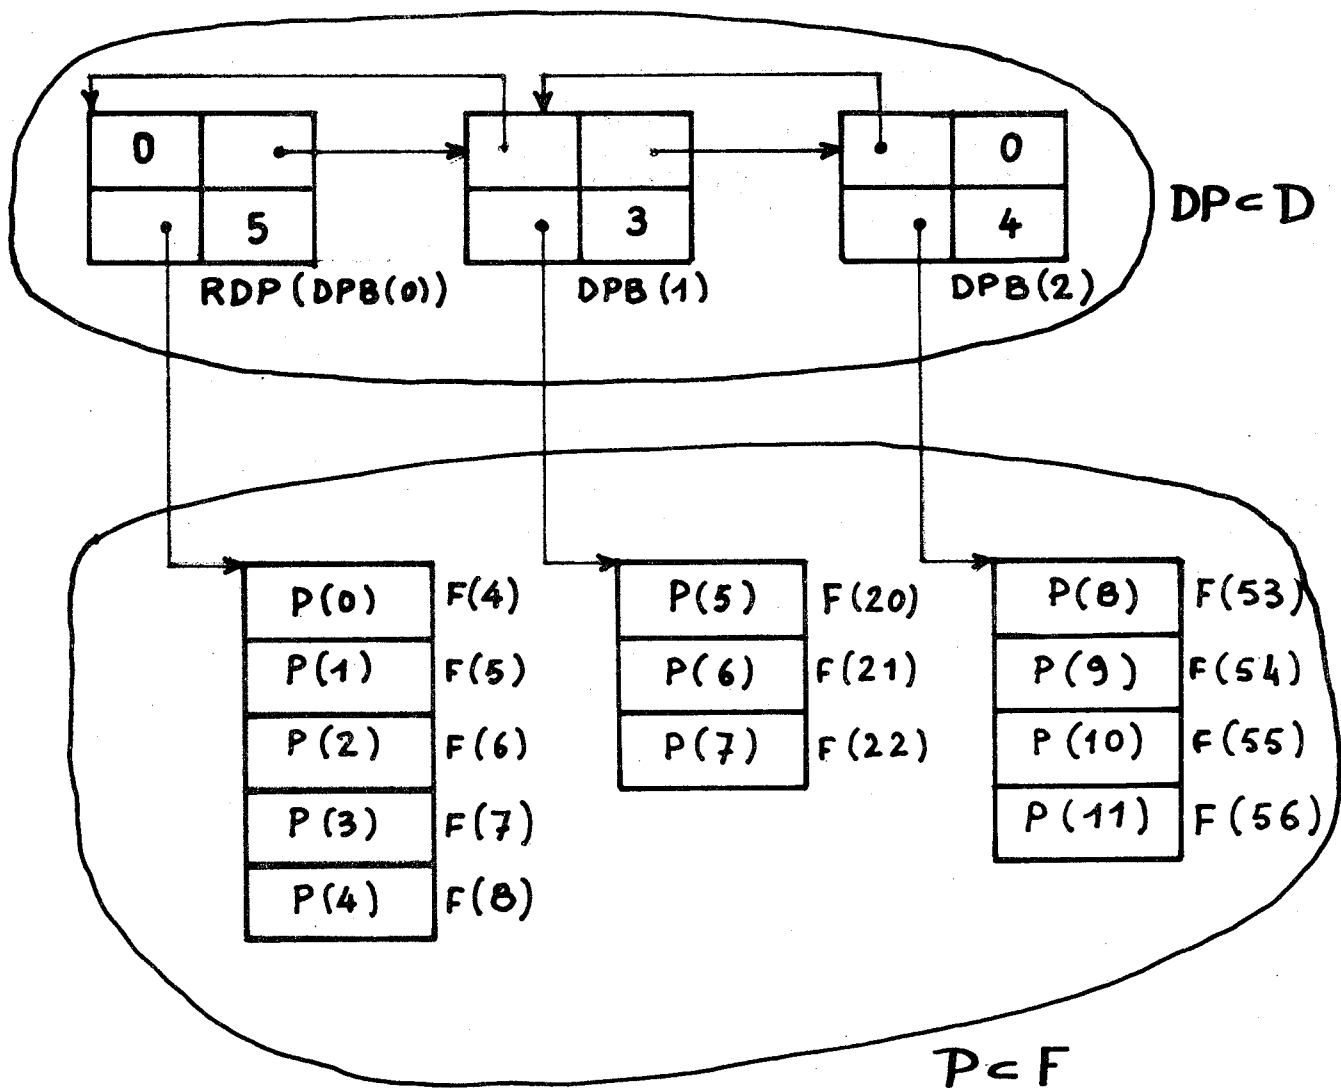 0
5
3
0
4
DP⊂D
RDP(DPB(0))
DPB(1)
DPB(2)
P(0) F(4)
P(1) F(5)
P(2) F(6)
P(3) F(7)
P(4) F(8)
P(5) F(20)
P(6) F(21)
P(7) F(22)
P(8) F(53)
P(9) F(54)
P(10) F(55)
P(11) F(56)
P⊂F